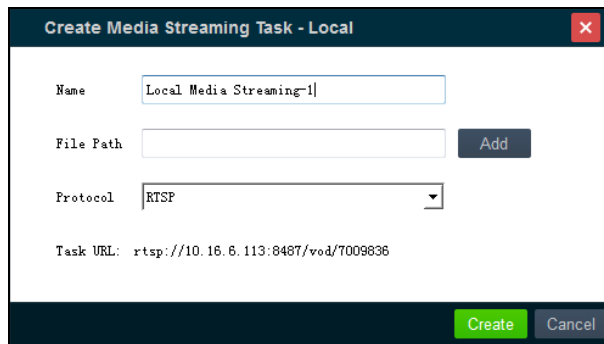 Create Media Streaming Task - Local
Name Local Media Streaming-1
File Path Add
Protocol RTSP
Task URL: rtsp://10.16.6.113:8487/vod/7009836
Create Cancel